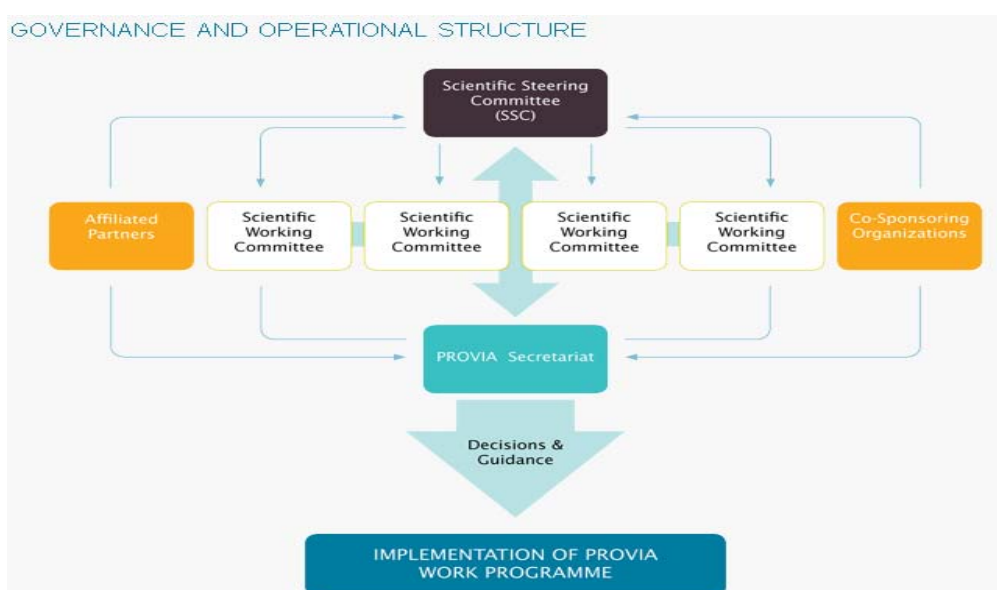 GOVERNANCE AND OPERATIONAL STRUCTURE
Scientific Steering
Committee
(SSC)
Affiliated
Partners
Scientific
Working
Committee
Scientific
Working
Committee
Scientific
Working
Committee
Scientific
Working
Committee
Co-Sponsoring
Organizations
PROVIA Secretariat
Decisions &
Guidance
IMPLEMENTATION OF PROVIA
WORK PROGRAMME